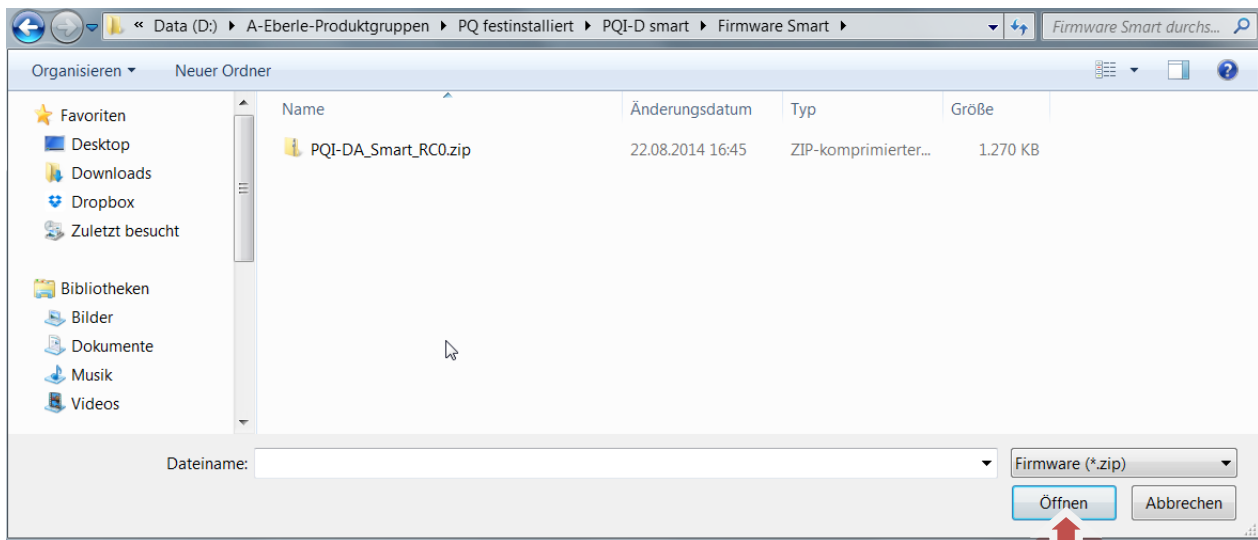 « Data (D:) ▸ A-Eberle-Produktgruppen ▸ PQ festinstalliert ▸ PQI-D smart ▸ Firmware Smart ▸ Firmware Smart durchs...
Organisieren Neuer Ordner
Name Änderungsdatum Typ Größe
Favoriten
Desktop
Downloads
Dropbox
Zuletzt besucht
Bibliotheken
Bilder
Dokumente
Musik
Videos
PQI-DA_Smart_RC0.zip 22.08.2014 16:45 ZIP-komprimierter... 1.270 KB
Dateiname: Firmware (*.zip)
Öffnen Abbrechen